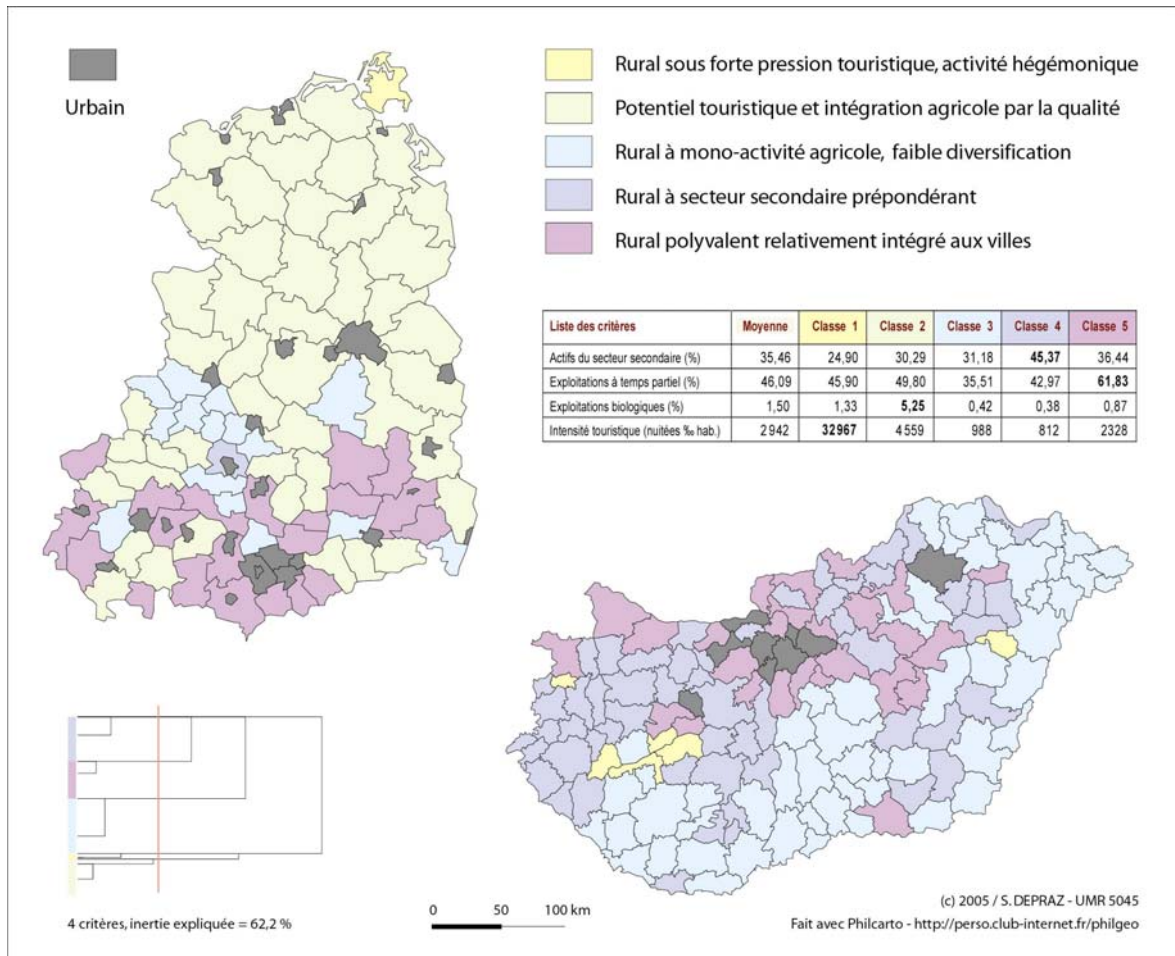 Urbain
Rural sous forte pression touristique, activité hégémonique
Potentiel touristique et intégration agricole par la qualité
Rural à mono-activité agricole, faible diversification
Rural à secteur secondaire prépondérant
Rural polyvalent relativement intégré aux villes
Liste des critères Moyenne Classe 1 Classe 2 Classe 3 Classe 4 Classe 5
Actifs du secteur secondaire (%) 35,46 24,90 30,29 31,18 45,37 36,44
Exploitations à temps partiel (%) 46,09 45,90 49,80 35,51 42,97 61,83
Exploitations biologiques (%) 1,50 1,33 5,25 0,42 0,38 0,87
Intensité touristique (nuitées ‰ hab.) 2 942 32967 4 559 988 812 2328
4 critères, inertie expliquée = 62,2 %
0 50 100 km
(c) 2005 / S. DEPRAZ - UMR 5045
Fait avec Philcarto - http://perso.club-internet.fr/philgeo